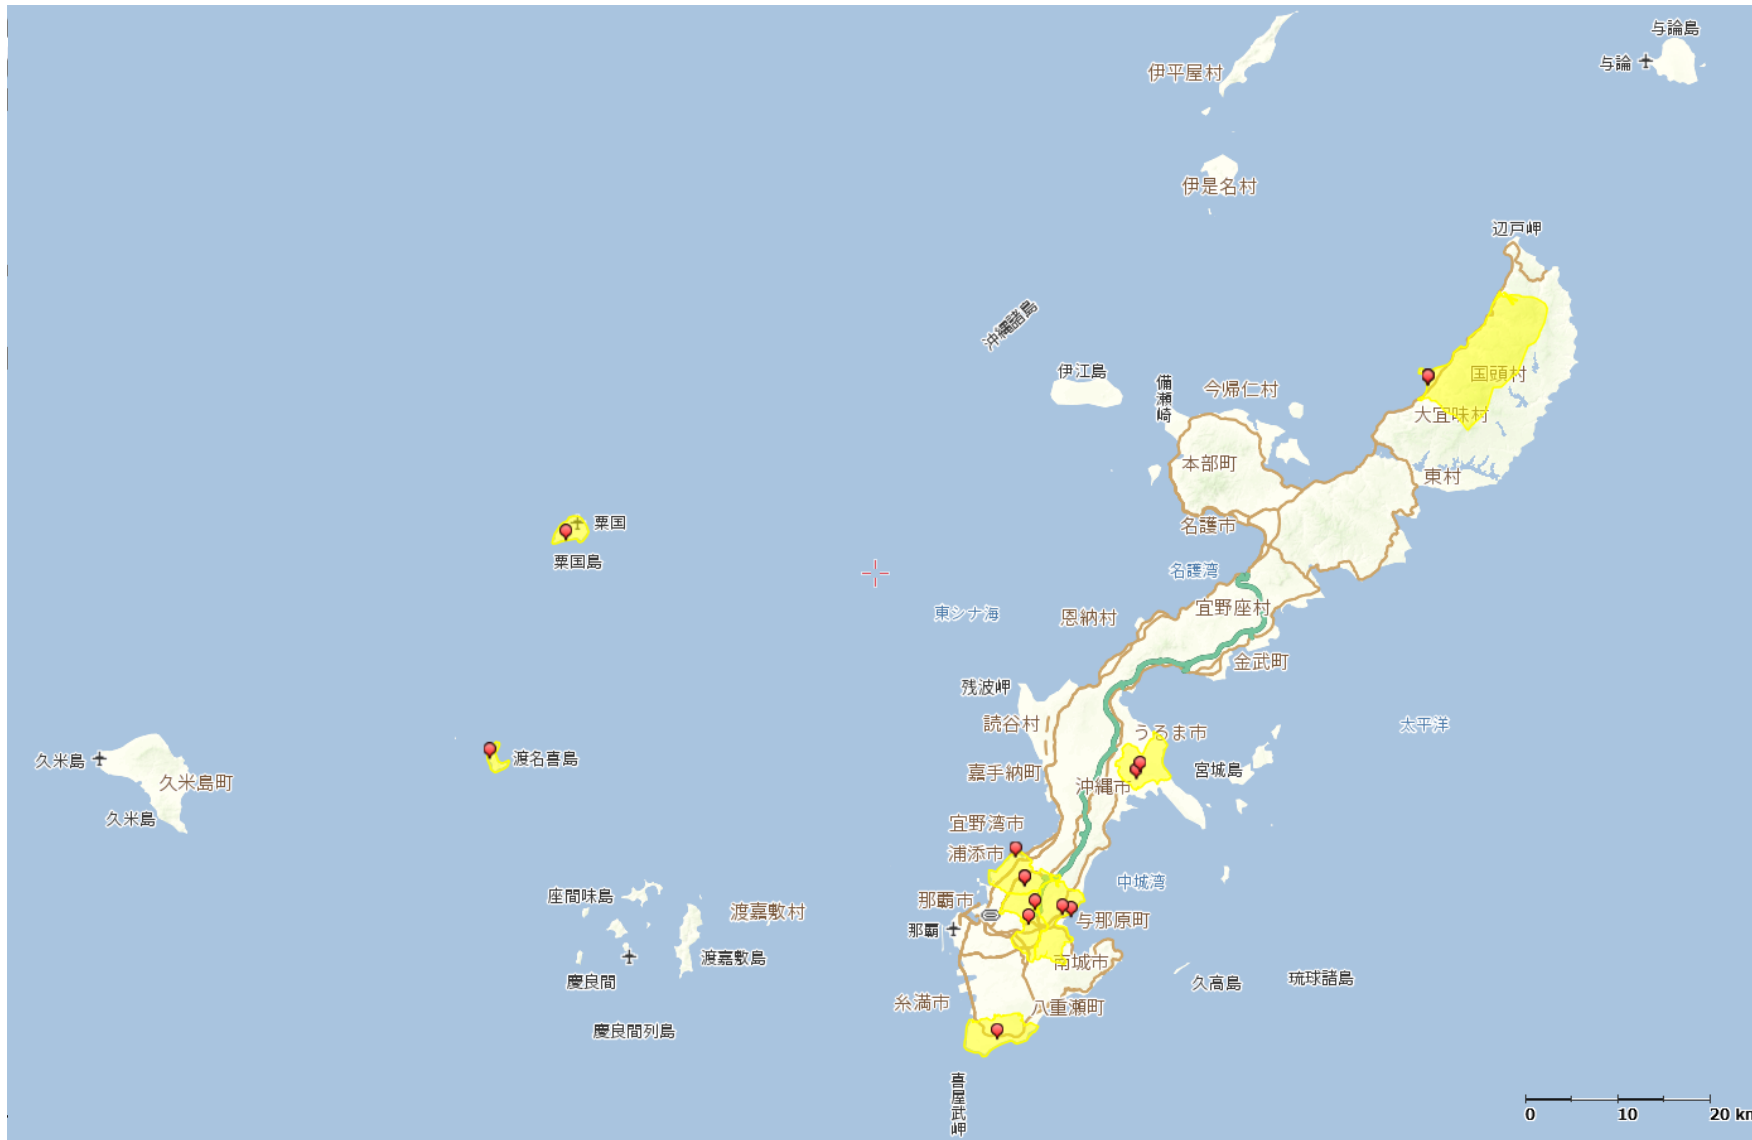 与論島
与論
伊平屋村
伊是名村
辺戸岬
沖縄諸島
伊江島
備瀬崎
今帰仁村
国頭村
大宜味村
本部町
東村
粟国
名護市
粟国島
名護湾
宜野座村
東シナ海
恩納村
金武町
残波岬
読谷村
うるま市
太平洋
久米島
渡名喜島
久米島町
嘉手納町
沖縄市
宮城島
久米島
宜野湾市
浦添市
中城湾
座間味島
那覇市
渡嘉敷村
与那原町
那覇
渡嘉敷島
南城市
慶良間
久高島
琉球諸島
糸満市
八重瀬町
慶良間列島
喜屋武岬
0 10 20 km